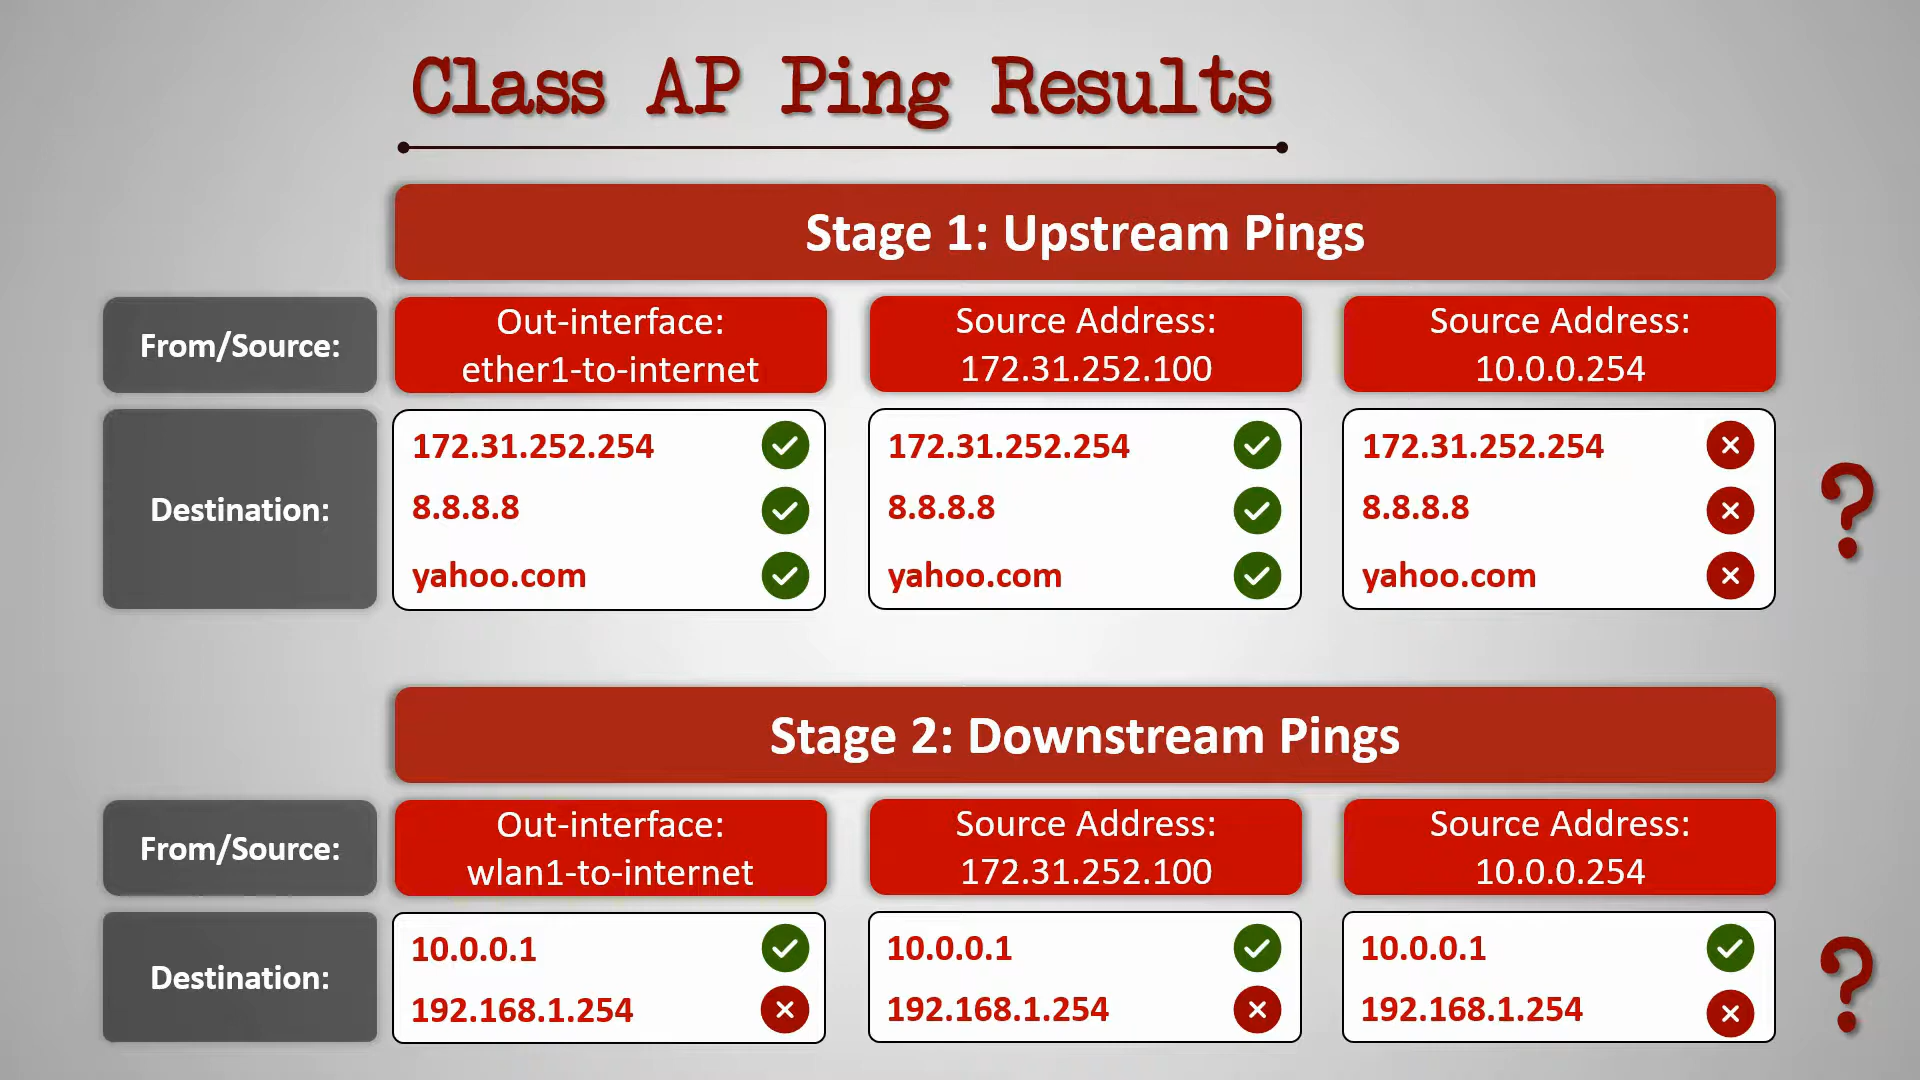 Class AP Ping Results
Stage 1: Upstream Pings
From/Source:
Out-interface:
ether1-to-internet
Source Address:
172.31.252.100
Source Address:
10.0.0.254
Destination:
172.31.252.254
8.8.8.8
yahoo.com
172.31.252.254
8.8.8.8
yahoo.com
172.31.252.254
8.8.8.8
yahoo.com
?
Stage 2: Downstream Pings
From/Source:
Out-interface:
wlan1-to-internet
Source Address:
172.31.252.100
Source Address:
10.0.0.254
Destination:
10.0.0.1
192.168.1.254
10.0.0.1
192.168.1.254
10.0.0.1
192.168.1.254
?